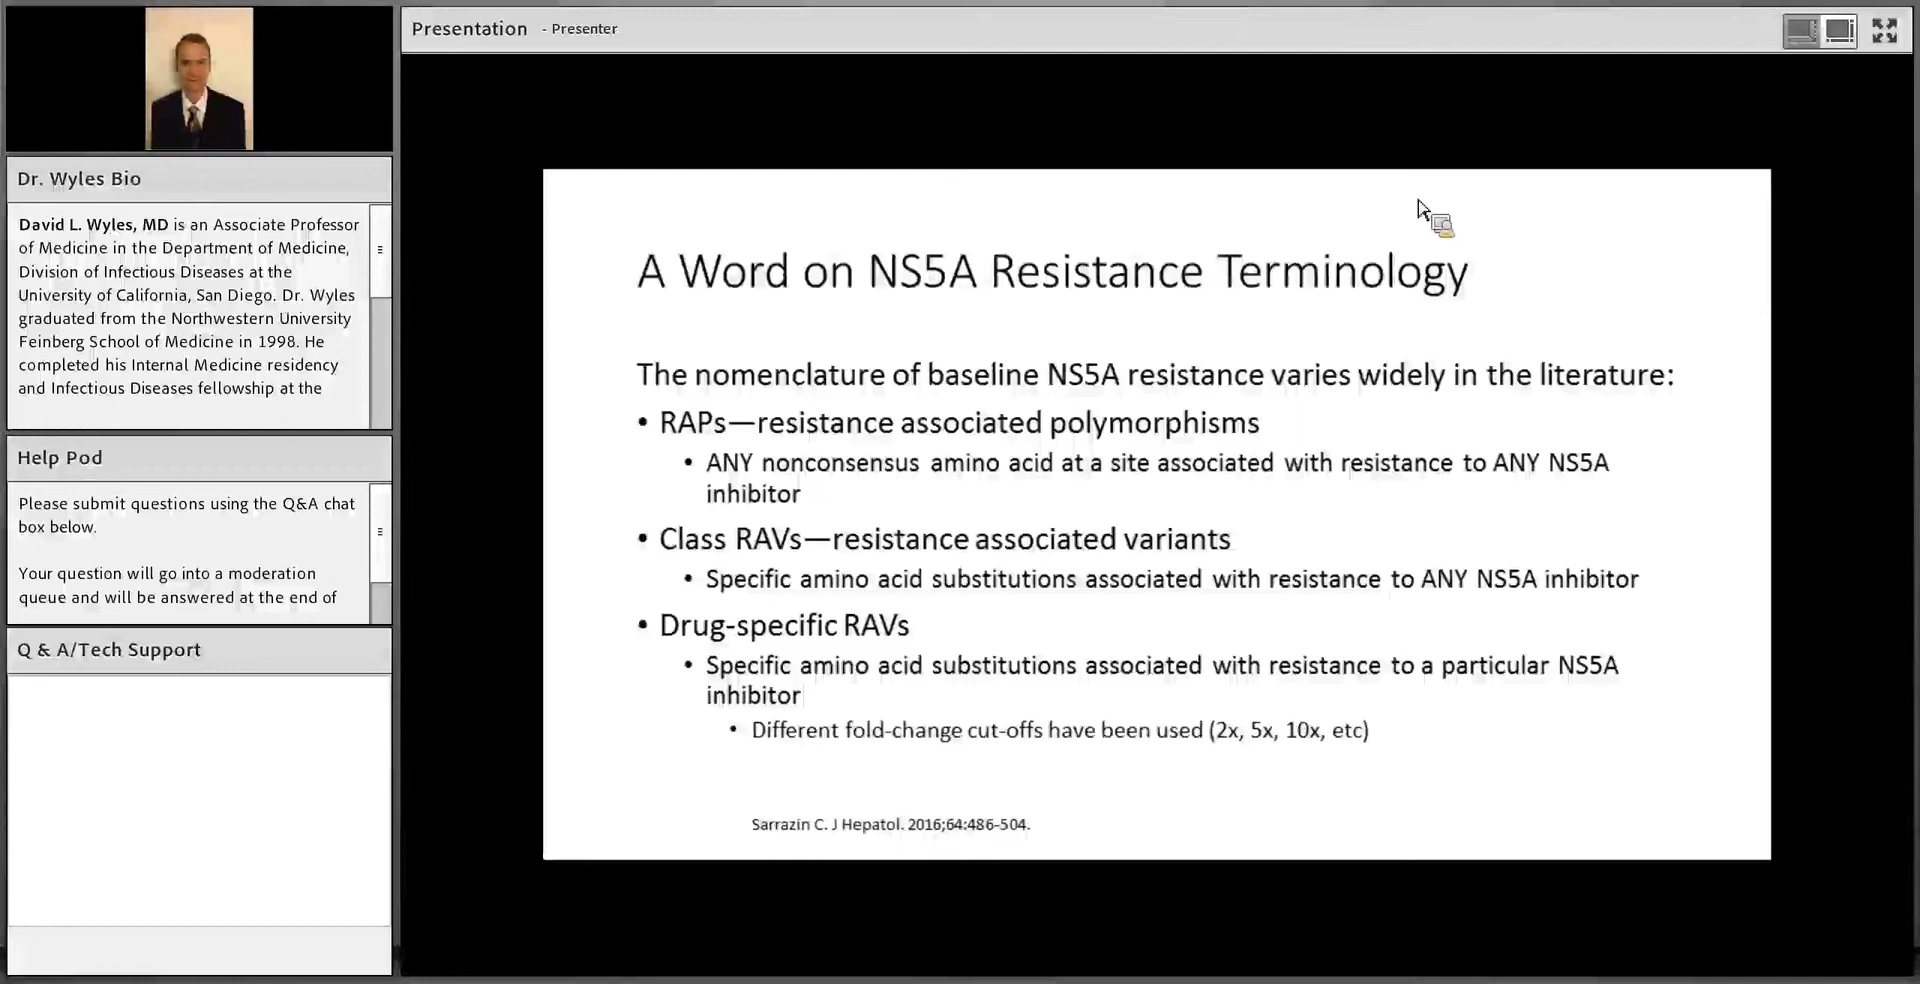 Presentation - Presenter
Dr. Wyles Bio
David L. Wyles, MD is an Associate Professor
of Medicine in the Department of Medicine,
Division of Infectious Diseases at the
University of California, San Diego. Dr. Wyles
graduated from the Northwestern University
Feinberg School of Medicine in 1998. He
completed his Internal Medicine residency
and Infectious Diseases fellowship at the
Help Pod
Please submit questions using the Q&A chat
box below.
Your question will go into a moderation
queue and will be answered at the end of
Q & A/Tech Support
A Word on NS5A Resistance Terminology
The nomenclature of baseline NS5A resistance varies widely in the literature:
• RAPs—resistance associated polymorphisms
• ANY nonconsensus amino acid at a site associated with resistance to ANY NS5A
inhibitor
• Class RAVs—resistance associated variants
• Specific amino acid substitutions associated with resistance to ANY NS5A inhibitor
• Drug-specific RAVs
• Specific amino acid substitutions associated with resistance to a particular NS5A
inhibitor
• Different fold-change cut-offs have been used (2x, 5x, 10x, etc)
Sarrazin C. J Hepatol. 2016;64:486-504.